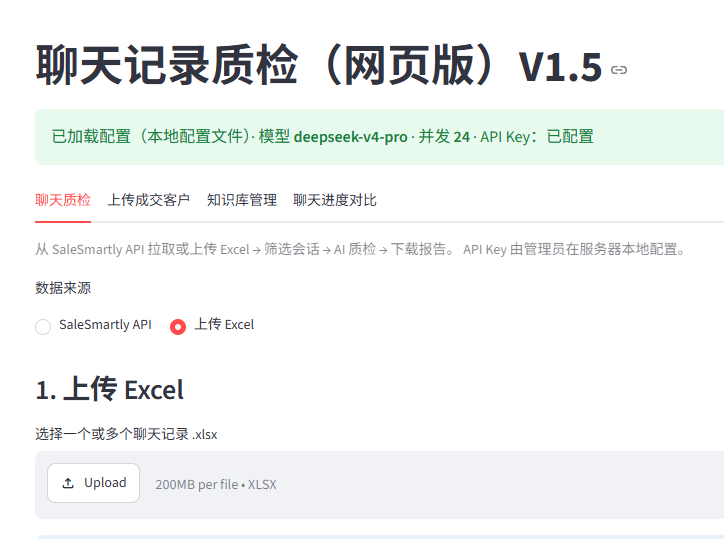 聊天记录质检（网页版）V1.5
已加载配置（本地配置文件）· 模型 deepseek-v4-pro · 并发 24 · API Key：已配置
聊天质检 上传成交客户 知识库管理 聊天进度对比
从 SaleSmartly API 拉取或上传 Excel → 筛选会话 → AI 质检 → 下载报告。 API Key 由管理员在服务器本地配置。
数据来源
SaleSmartly API 上传 Excel
1. 上传 Excel
选择一个或多个聊天记录 .xlsx
Upload 200MB per file • XLSX